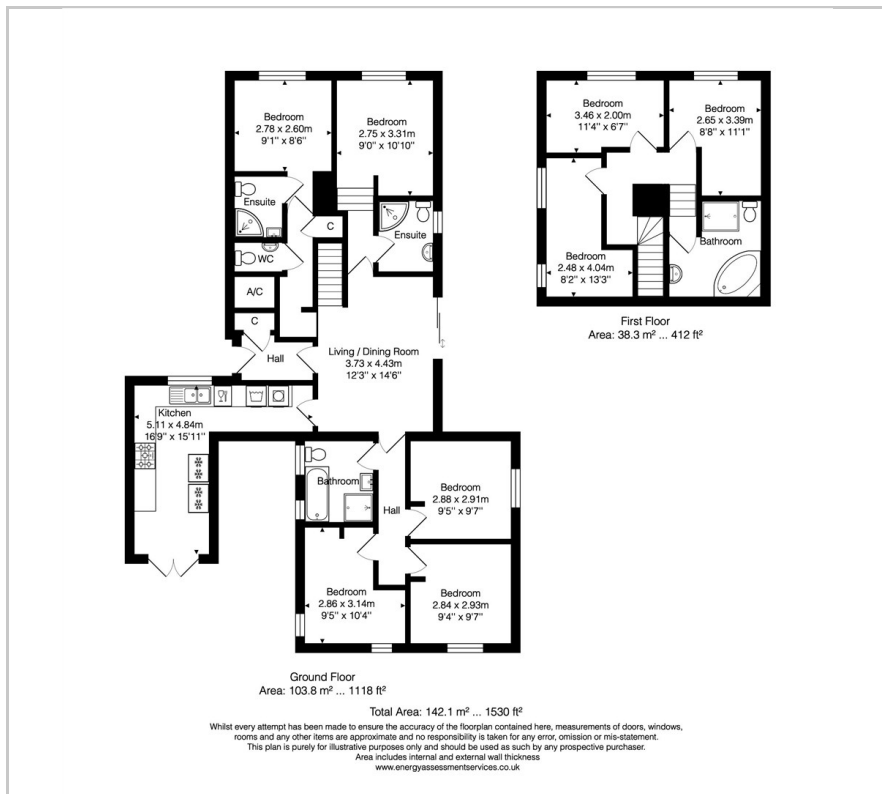 Bedroom
2.78 x 2.60m
9'1'' x 8'6''
Bedroom
2.75 x 3.31m
9'0'' x 10'10''
Ensuite
C
Ensuite
WC
A/C
C
Hall
Living / Dining Room
3.73 x 4.43m
12'3'' x 14'6''
Kitchen
5.11 x 4.84m
16'9'' x 15'11''
Bathroom
Hall
Bedroom
2.88 x 2.91m
9'5'' x 9'7''
Bedroom
2.86 x 3.14m
9'5'' x 10'4''
Bedroom
2.84 x 2.93m
9'4'' x 9'7''
Ground Floor
Area: 103.8 m² ... 1118 ft²
Bedroom
3.46 x 2.00m
11'4'' x 6'7''
Bedroom
2.65 x 3.39m
8'8'' x 11'1''
Bathroom
Bedroom
2.48 x 4.04m
8'2'' x 13'3''
First Floor
Area: 38.3 m² ... 412 ft²
Total Area: 142.1 m² ... 1530 ft²
Whilst every attempt has been made to ensure the accuracy of the floorplan contained here, measurements of doors, windows,
rooms and any other items are approximate and no responsibility is taken for any error, omission or mis-statement.
This plan is purely for illustrative purposes only and should be used as such by any prospective purchaser.
Area includes internal and external wall thickness
www.energyassessmentservices.co.uk